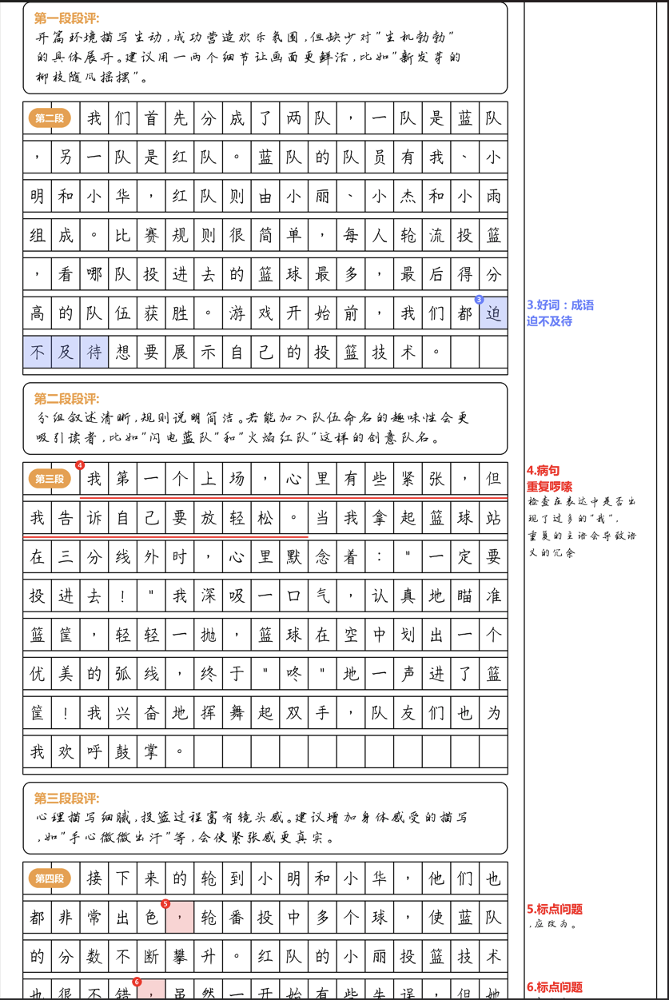 第一段段评:
开篇环境描写生动,成功营造欢乐氛围,但缺少对"生机勃勃"
的具体展开。建议用一两个细节让画面更鲜活,比如"新发芽的
柳枝随风摇摆"。
第二段 我们首先分成了两队，一队是蓝队
，另一队是红队。蓝队的队员有我、小
明和小华，红队则由小丽、小杰和小雨
组成。比赛规则很简单，每人轮流投篮
，看哪队投进去的篮球最多，最后得分
高的队伍获胜。游戏开始前，我们都迫
3
不及待想要展示自己的投篮技术。
3.好词：成语
迫不及待
第二段段评:
分组叙述清晰,规则说明简洁。若能加入队伍命名的趣味性会更
吸引读者,比如"闪电蓝队"和"火焰红队"这样的创意队名。
4
第三段 我第一个上场，心里有些紧张，但
我告诉自己要放轻松。当我拿起篮球站
在三分线外时，心里默念着："一定要
投进去！"我深吸一口气，认真地瞄准
篮筐，轻轻一抛，篮球在空中划出一个
优美的弧线，终于"咚"地一声进了篮
筐！我兴奋地挥舞起双手，队友们也为
我欢呼鼓掌。
4.病句
重复啰嗦
检查在表达中是否出
现了过多的"我",
重复的主语会导致语
义的冗余
第三段段评:
心理描写细腻,投篮过程富有镜头感。建议增加身体感受的描写
,如"手心微微出汗"等,会使紧张感更真实。
第四段 接下来的轮到小明和小华，他们也
5
都非常出色，轮番投中多个球，使蓝队
的分数不断攀升。红队的小丽投篮技术
6
也很不错，虽然一开始有些失误，但她
5.标点问题
,应改为。
6.标点问题